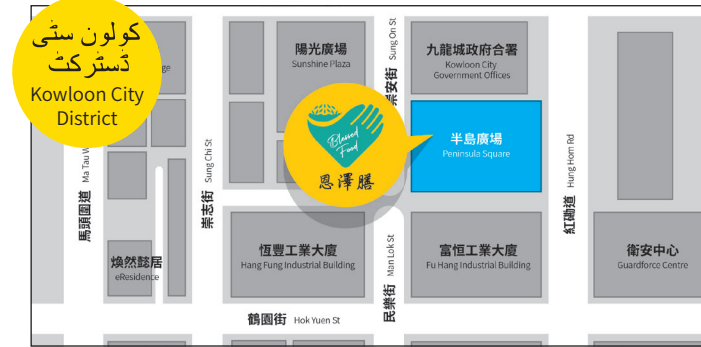 کولون سٹی
ڈسٹرکٹ
Kowloon City
District
陽光廣場
Sunshine Plaza
Sung On St
崇安街
九龍城政府合署
Kowloon City
Government Offices
Blessed
Food
恩澤膳
半島廣場
Peninsula Square
馬頭圍道
Ma Tau
崇志街
Sung Chi St
紅磡道
Hung Hom Rd
煥然懿居
eResidence
恆豐工業大廈
Hang Fung Industrial Building
民樂街
Man Lok St
富恒工業大廈
Fu Hang Industrial Building
衛安中心
Guardforce Centre
鶴園街 Hok Yuen St